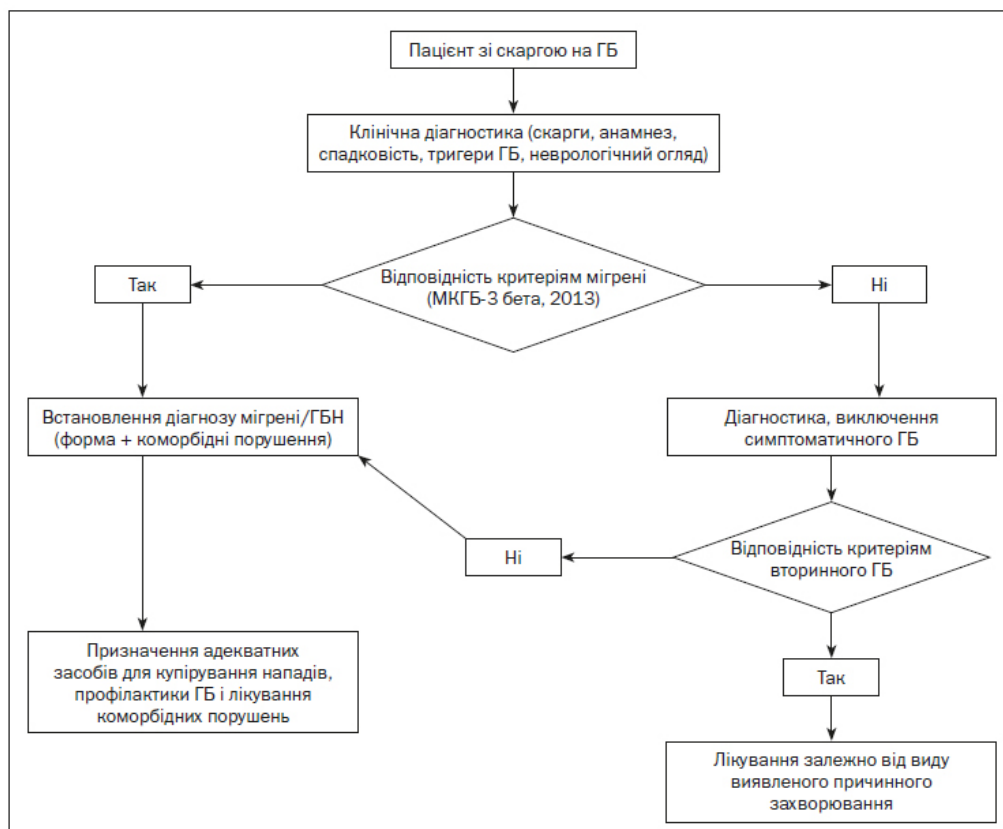 Пацієнт зі скаргою на ГБ
Клінічна діагностика (скарги, анамнез,
спадковість, тригери ГБ, неврологічний огляд)
Відповідність критеріям мігрені
(МКГБ-3 бета, 2013)
Так
Ні
Встановлення діагнозу мігрені/ГБН
(форма + коморбідні порушення)
Діагностика, виключення
симптоматичного ГБ
Відповідність критеріям
вторинного ГБ
Ні
Призначення адекватних
засобів для купірування нападів,
профілактики ГБ і лікування
коморбідних порушень
Так
Лікування залежно від виду
виявленого причинного
захворювання